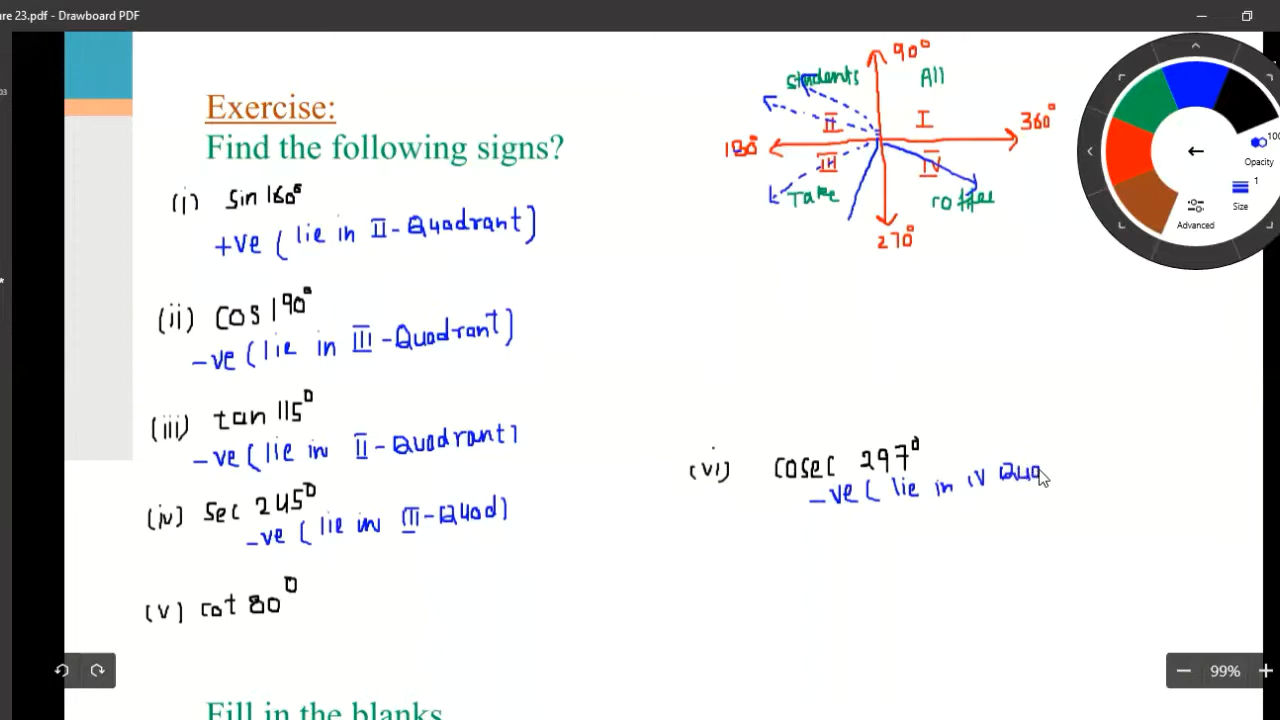 re 23.pdf - Drawboard PDF
90°
Students
All
Exercise:
360°
II
I
Find the following signs?
180°
III
IV
(i) sin 160°
Take
+ve (lie in II-Quadrant)
270°
100
Opacity
1
Size
Advanced
(ii) cos 190°
-ve (lie in III-Quadrant)
(iii) tan 115°
-ve (lie in II-Quadrant)
(vi) cosec 297°
-ve ( lie in IV Qua
(iv) sec 245°
-ve ( lie in III-Quad)
(v) cot 80°
99%
Fill in the blanks